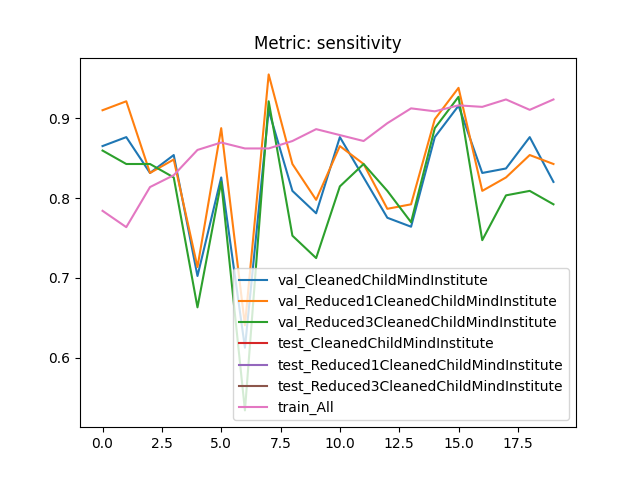 Metric: sensitivity
0.9
0.8
0.7
0.6
val_CleanedChildMindInstitute
val_Reduced1CleanedChildMindInstitute
val_Reduced3CleanedChildMindInstitute
test_CleanedChildMindInstitute
test_Reduced1CleanedChildMindInstitute
test_Reduced3CleanedChildMindInstitute
train_All
0.0 2.5 5.0 7.5 10.0 12.5 15.0 17.5